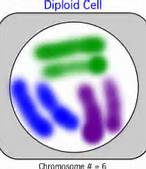 Diploid Cell
Chromosome # = 6